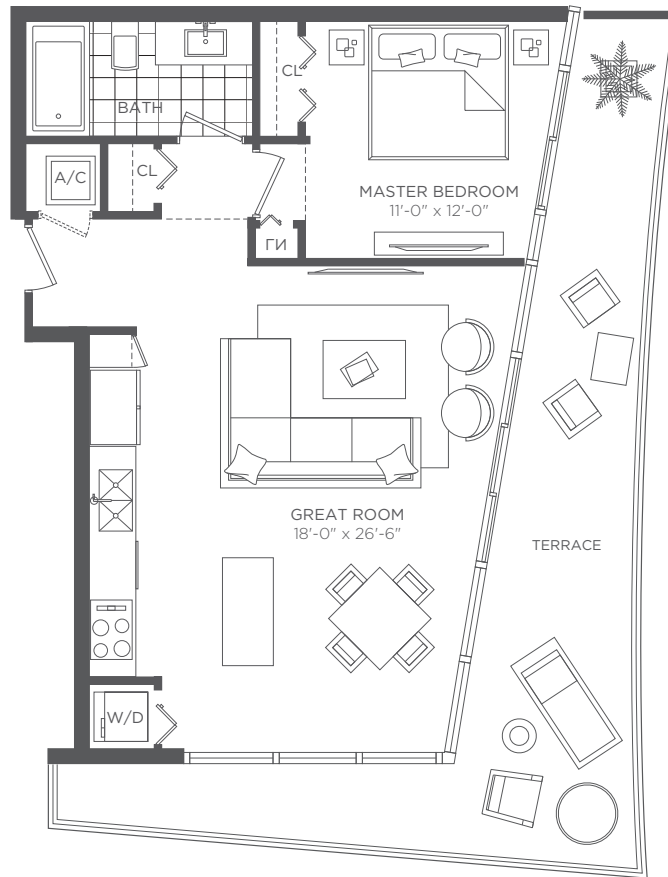 BATH
CL
A/C
CL
MASTER BEDROOM
11'-0" x 12'-0"
ГИ
GREAT ROOM
18'-0" x 26'-6"
TERRACE
W/D